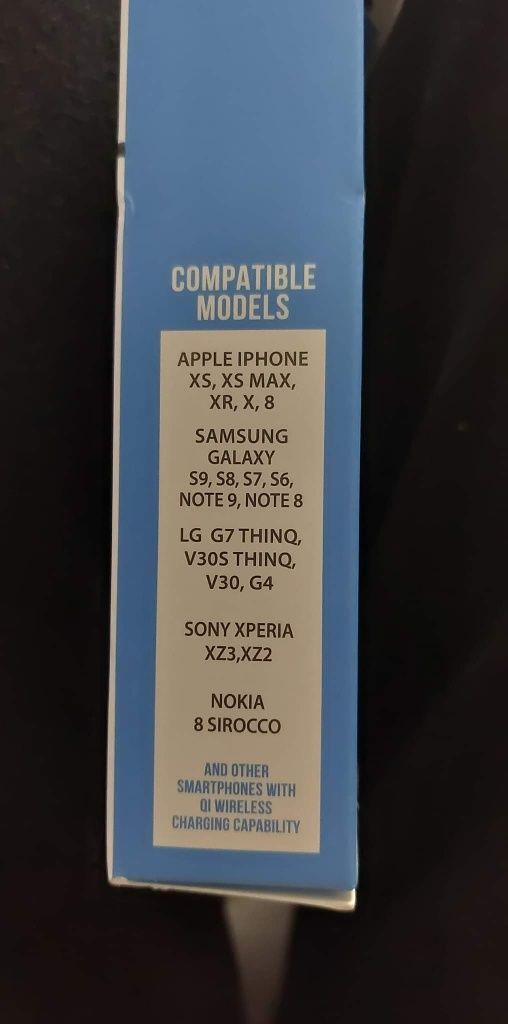 COMPATIBLE
MODELS
APPLE IPHONE
XS, XS MAX,
XR, X, 8
SAMSUNG
GALAXY
S9, S8, S7, S6,
NOTE 9, NOTE 8
LG G7 THINQ,
V30S THINQ,
V30, G4
SONY XPERIA
XZ3,XZ2
NOKIA
8 SIROCCO
AND OTHER
SMARTPHONES WITH
QI WIRELESS
CHARGING CAPABILITY